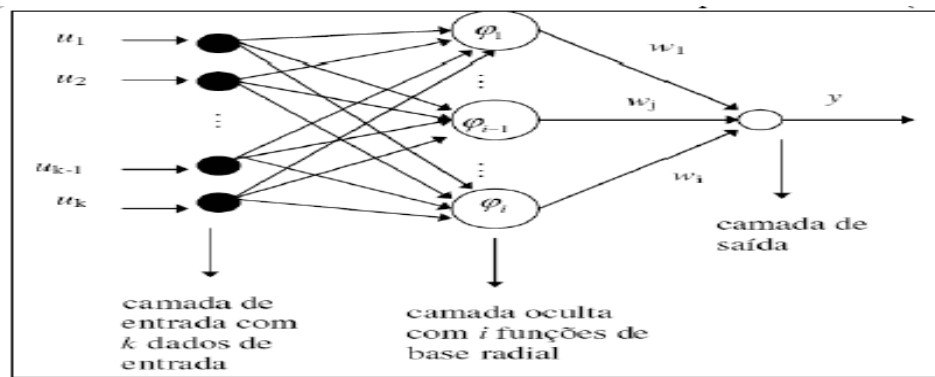 u1
u2
⋮
uk-1
uk
φ1
⋮
φi-1
⋮
φi
w1
wj
wi
y
camada de
entrada com
k dados de
entrada
camada oculta
com i funções de
base radial
camada de
saída